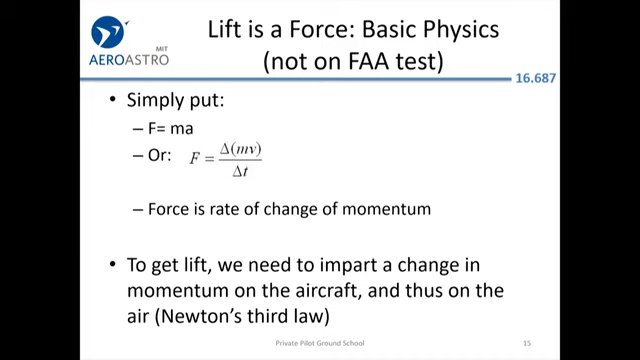 Lift is a Force: Basic Physics
(not on FAA test)
MIT
AEROASTRO
16.687
• Simply put:
– F= ma
– Or: F = Δ(mv) / Δt
– Force is rate of change of momentum
• To get lift, we need to impart a change in
momentum on the aircraft, and thus on the
air (Newton's third law)
Private Pilot Ground School
15